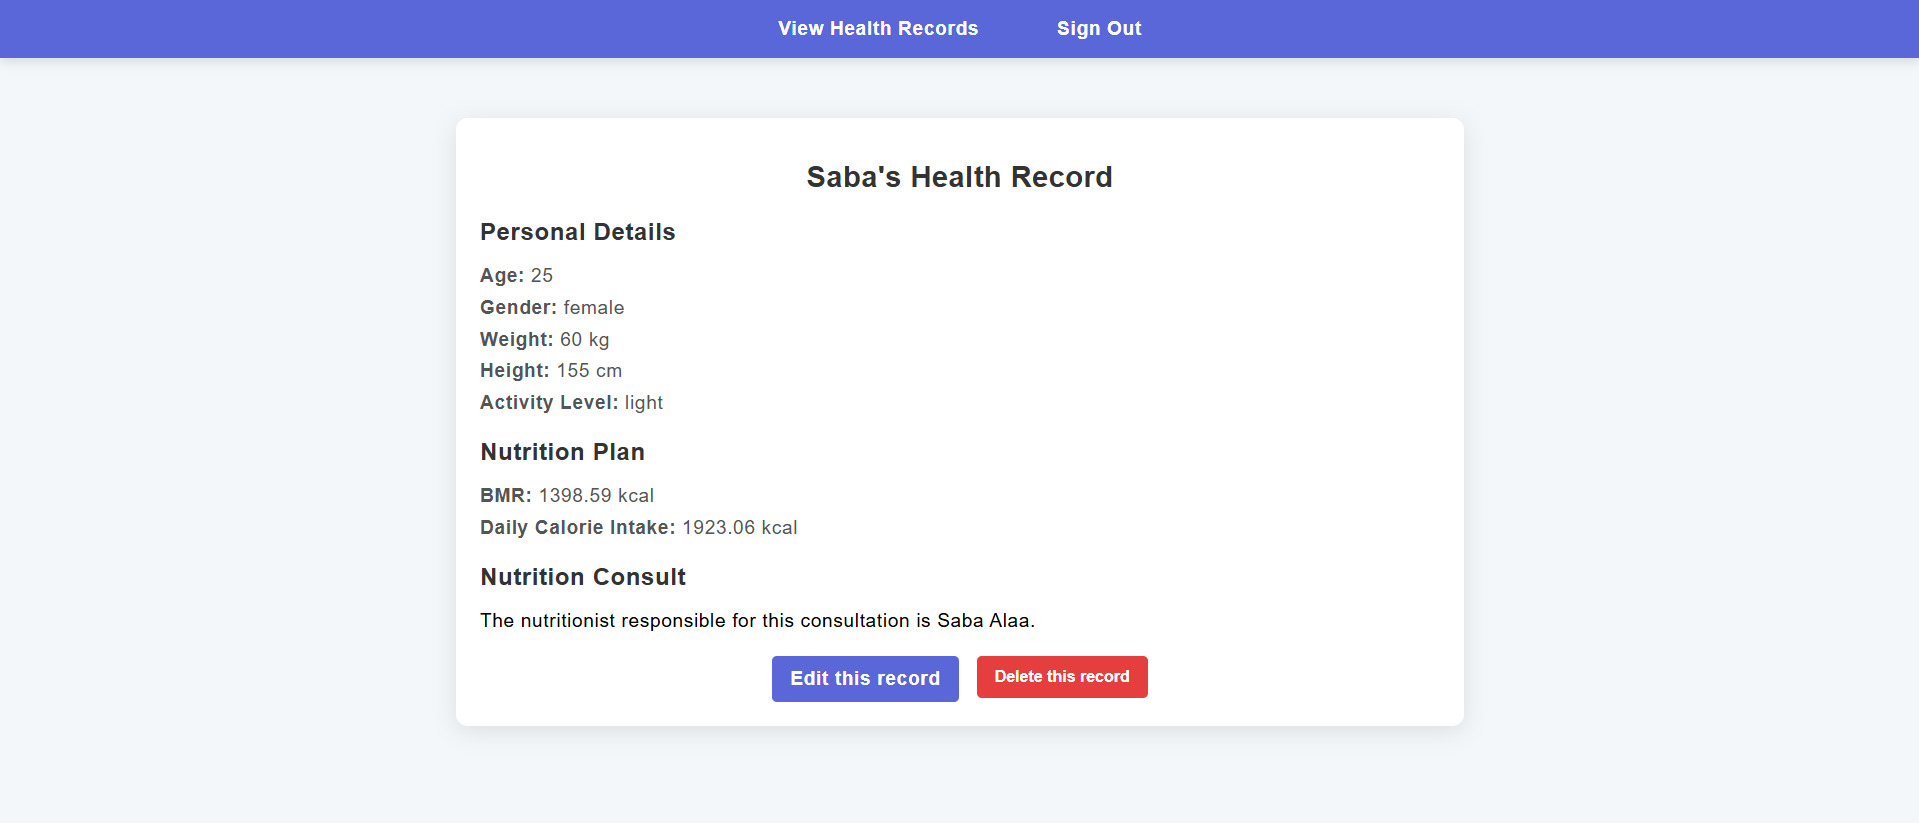 View Health Records Sign Out
Saba's Health Record
Personal Details
Age: 25
Gender: female
Weight: 60 kg
Height: 155 cm
Activity Level: light
Nutrition Plan
BMR: 1398.59 kcal
Daily Calorie Intake: 1923.06 kcal
Nutrition Consult
The nutritionist responsible for this consultation is Saba Alaa.
Edit this record Delete this record